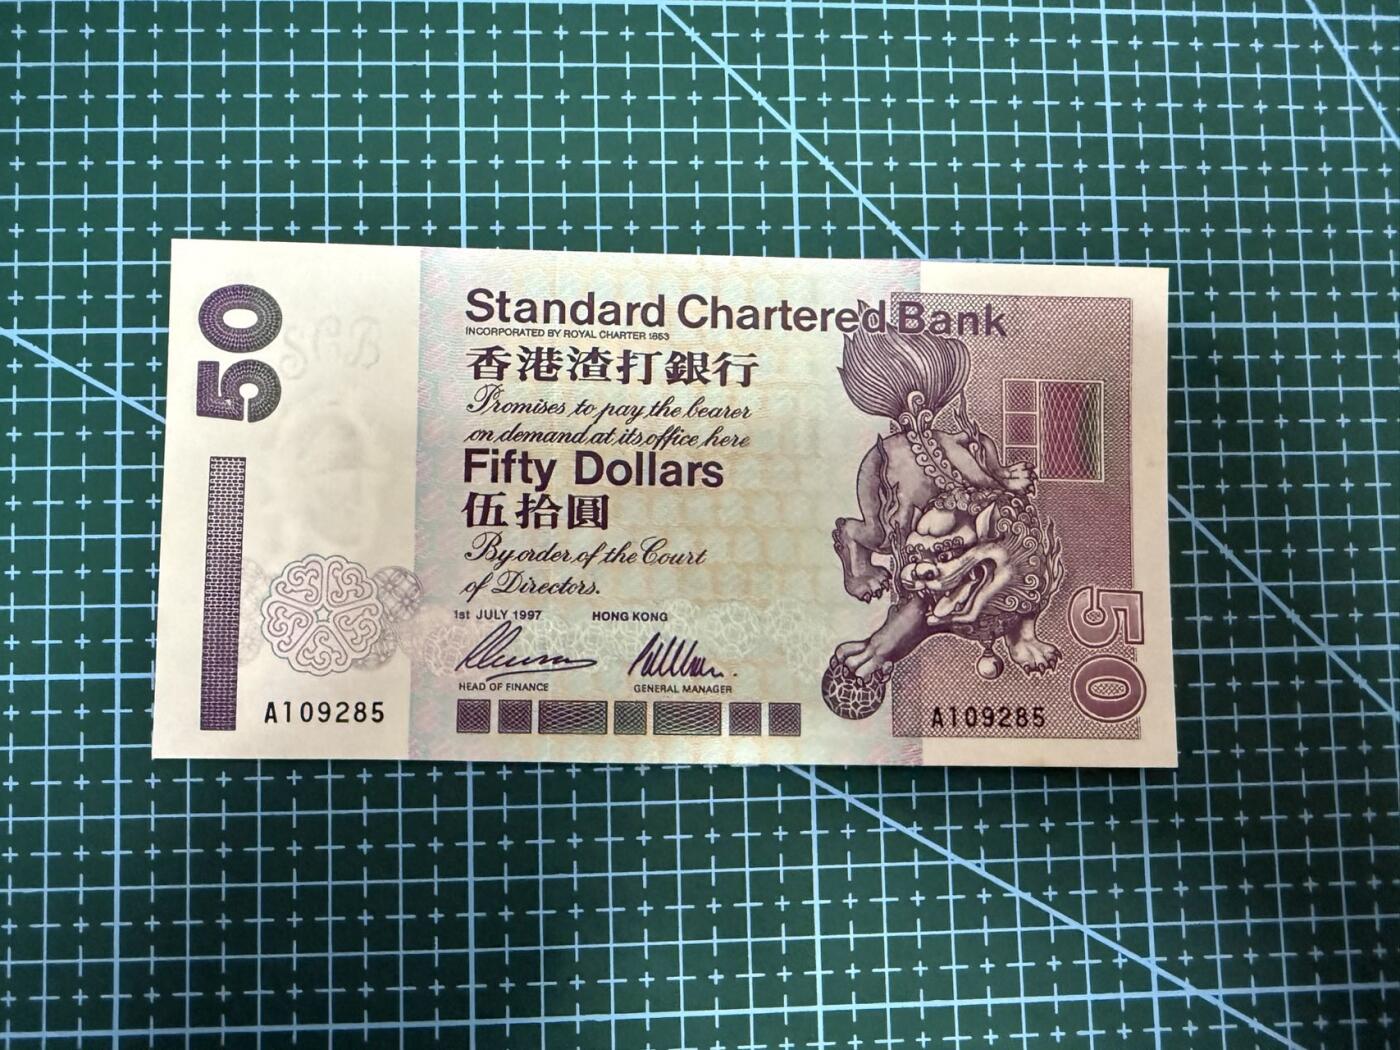 50
Standard Chartered Bank
INCORPORATED BY ROYAL CHARTER 1853
香港渣打銀行
Promises to pay the bearer
on demand at its office here
Fifty Dollars
伍拾圓
By order of the Court
of Directors.
1st JULY 1997 HONG KONG
HEAD OF FINANCE GENERAL MANAGER
A109285
A109285
50